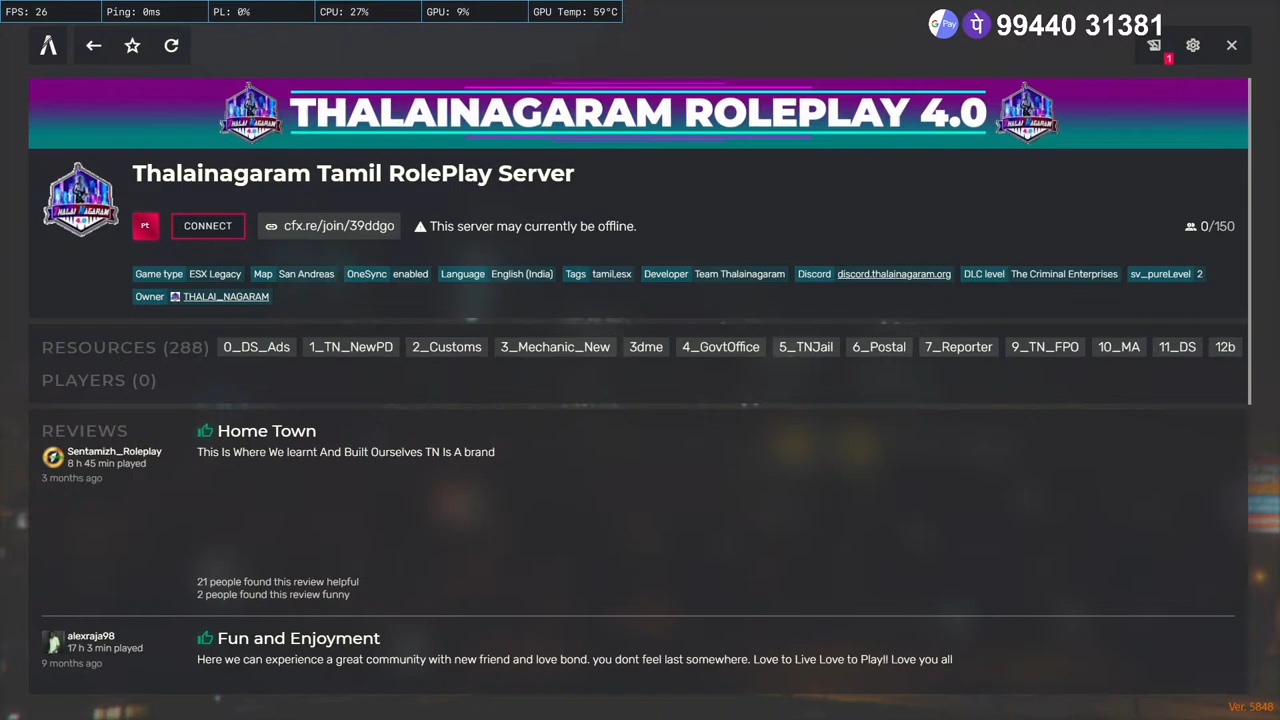 FPS: 26 Ping: 0ms PL: 0% CPU: 27% GPU: 9% GPU Temp: 59°C
G Pay पे 99440 31381
1
THALAINAGARAM ROLEPLAY 4.0
Thalainagaram Tamil RolePlay Server
Pt CONNECT cfx.re/join/39ddgo This server may currently be offline. 0/150
Game type ESX Legacy Map San Andreas OneSync enabled Language English (India) Tags tamil,esx Developer Team Thalainagaram Discord discord.thalainagaram.org DLC level The Criminal Enterprises sv_pureLevel 2
Owner THALAI_NAGARAM
RESOURCES (288) 0_DS_Ads 1_TN_NewPD 2_Customs 3_Mechanic_New 3dme 4_GovtOffice 5_TNJail 6_Postal 7_Reporter 9_TN_FPO 10_MA 11_DS 12b
PLAYERS (0)
REVIEWS
Home Town
Sentamizh_Roleplay
This Is Where We learnt And Built Ourselves TN Is A brand
8 h 45 min played
3 months ago
21 people found this review helpful
2 people found this review funny
alexraja98
Fun and Enjoyment
17 h 3 min played
Here we can experience a great community with new friend and love bond. you dont feel last somewhere. Love to Live Love to Play!! Love you all
9 months ago
Ver. 5848